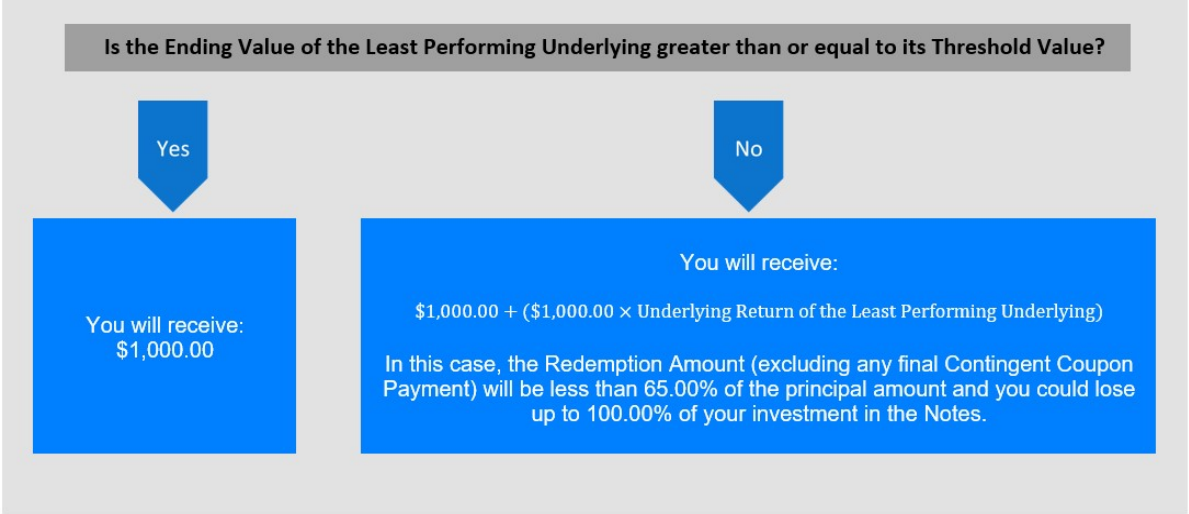 Is the Ending Value of the Least Performing Underlying greater than or equal to its Threshold Value?
Yes
No
You will receive:
$1,000.00
You will receive:
$1,000.00 + ($1,000.00 × Underlying Return of the Least Performing Underlying)
In this case, the Redemption Amount (excluding any final Contingent Coupon
Payment) will be less than 65.00% of the principal amount and you could lose
up to 100.00% of your investment in the Notes.